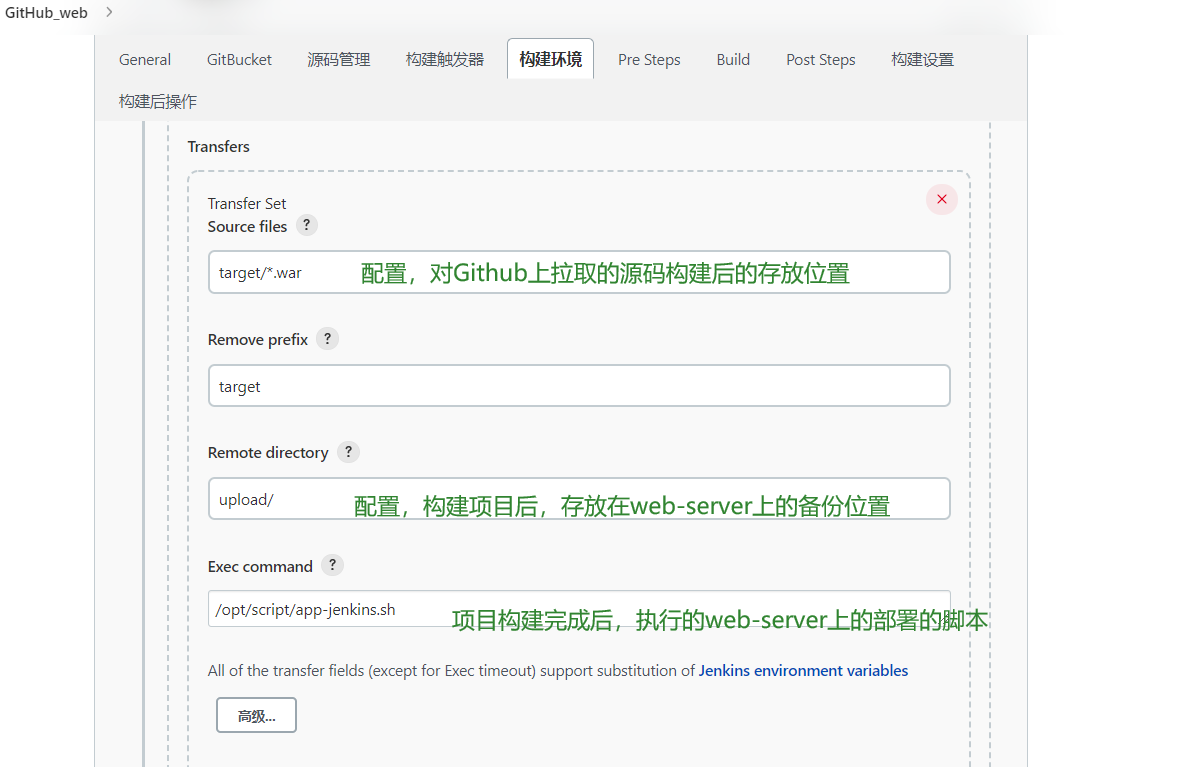 GitHub_web
General GitBucket 源码管理 构建触发器 构建环境 Pre Steps Build Post Steps 构建设置
构建后操作
Transfers
Transfer Set
Source files ?
target/*.war 配置，对Github上拉取的源码构建后的存放位置
Remove prefix ?
target
Remote directory ?
upload/ 配置，构建项目后，存放在web-server上的备份位置
Exec command ?
/opt/script/app-jenkins.sh 项目构建完成后，执行的web-server上的部署的脚本
All of the transfer fields (except for Exec timeout) support substitution of Jenkins environment variables
高级...